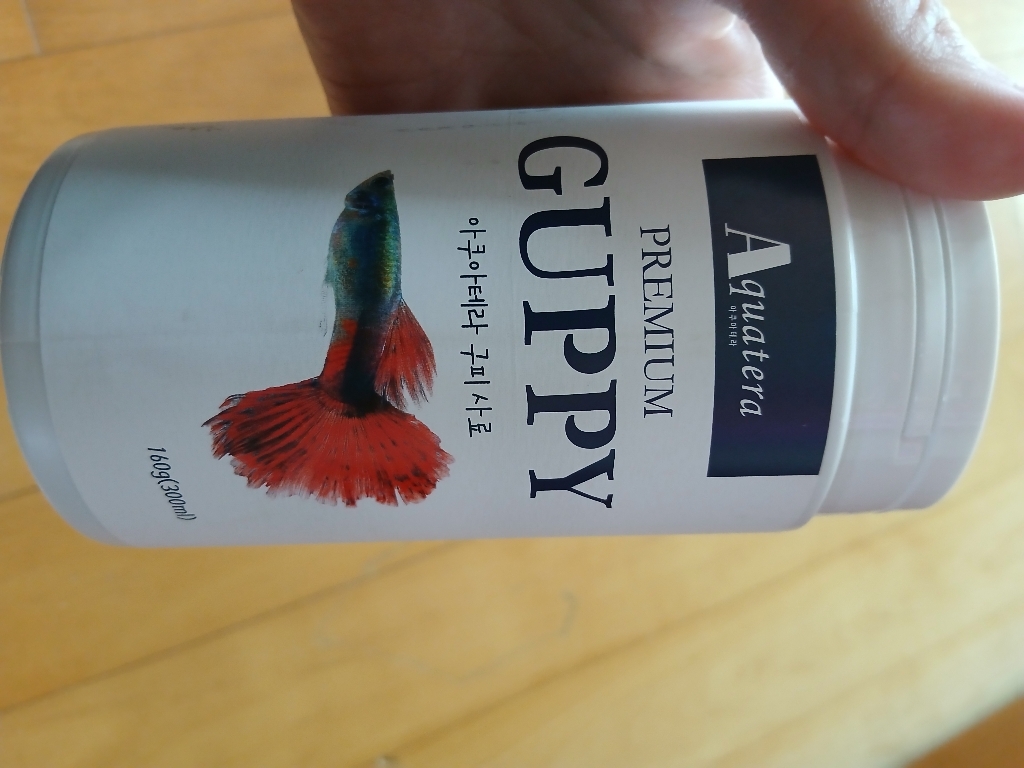 Aquatera
아쿠아테라
PREMIUM
GUPPY
아쿠아테라 구피 사료
160g(300ml)